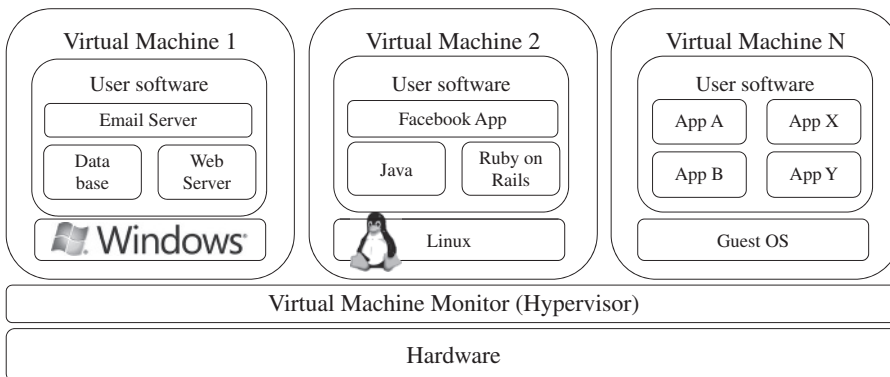 Virtual Machine 1
User software
Email Server
Data
base
Web
Server
Windows
Virtual Machine 2
User software
Facebook App
Java
Ruby on
Rails
Linux
Virtual Machine N
User software
App A
App X
App B
App Y
Guest OS
Virtual Machine Monitor (Hypervisor)
Hardware